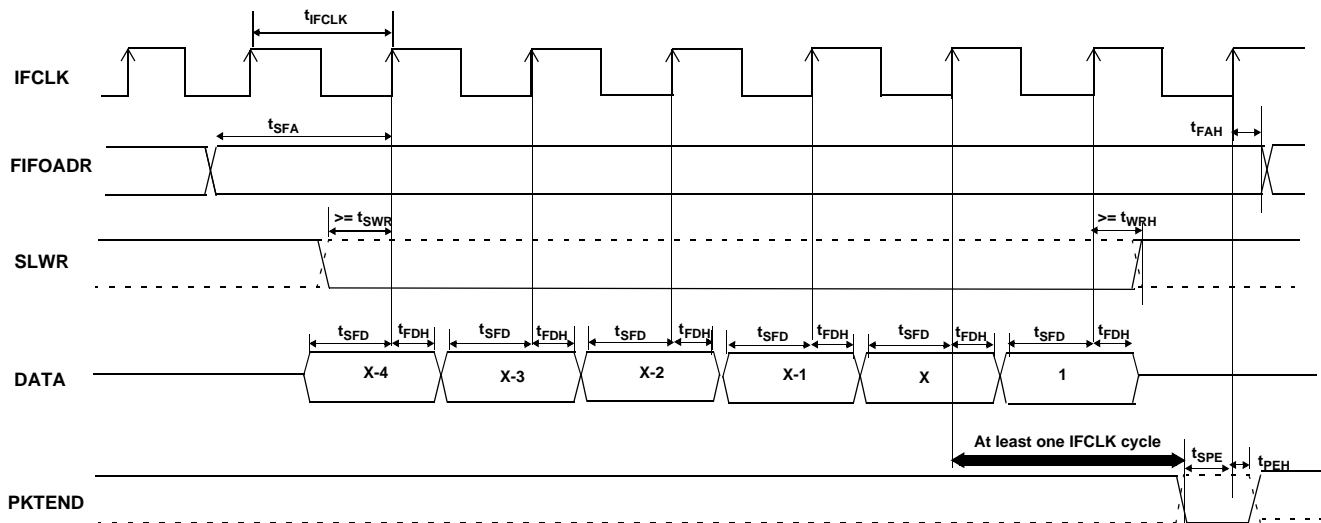 tIFCLK
IFCLK
tSFA
tFAH
FIFOADR
>= tSWR
>= tWRH
SLWR
tSFD tFDH tSFD tFDH tSFD tFDH tSFD tFDH tSFD tFDH tSFD tFDH
DATA
X-4 X-3 X-2 X-1 X 1
At least one IFCLK cycle
tSPE
tPEH
PKTEND